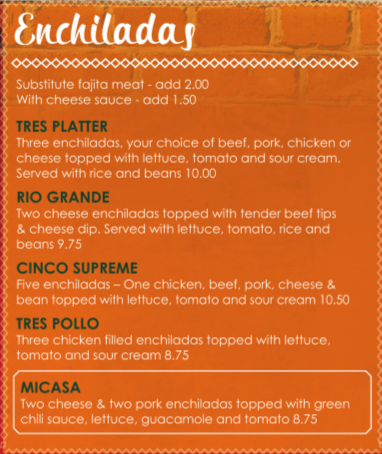 Enchiladas
Substitute fajita meat - add 2.00
With cheese sauce - add 1.50
TRES PLATTER
Three enchiladas, your choice of beef, pork, chicken or
cheese topped with lettuce, tomato and sour cream.
Served with rice and beans 10.00
RIO GRANDE
Two cheese enchiladas topped with tender beef tips
& cheese dip. Served with lettuce, tomato, rice and
beans 9.75
CINCO SUPREME
Five enchiladas – One chicken, beef, pork, cheese &
bean topped with lettuce, tomato and sour cream 10.50
TRES POLLO
Three chicken filled enchiladas topped with lettuce,
tomato and sour cream 8.75
MICASA
Two cheese & two pork enchiladas topped with green
chili sauce, lettuce, guacamole and tomato 8.75